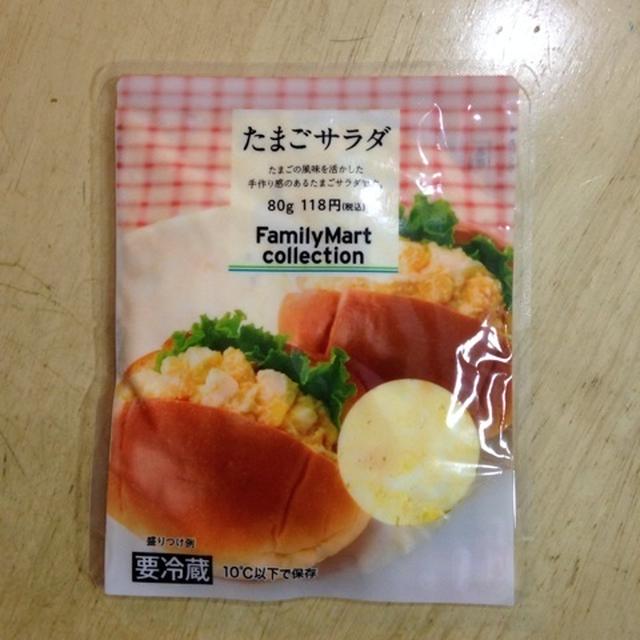 たまごサラダ
たまごの風味を活かした
手作り感のあるたまごサラダです。
80g 118円(税込)
FamilyMart
collection
盛りつけ例
要冷蔵 10℃以下で保存